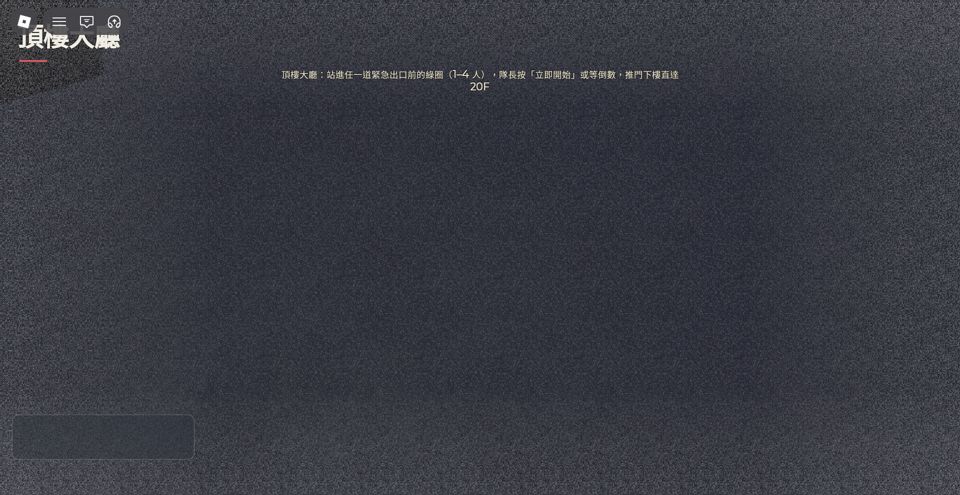 頂樓大廳
頂樓大廳：站進任一道緊急出口前的綠圈（1–4 人），隊長按「立即開始」或等倒數，推門下樓直達
20F